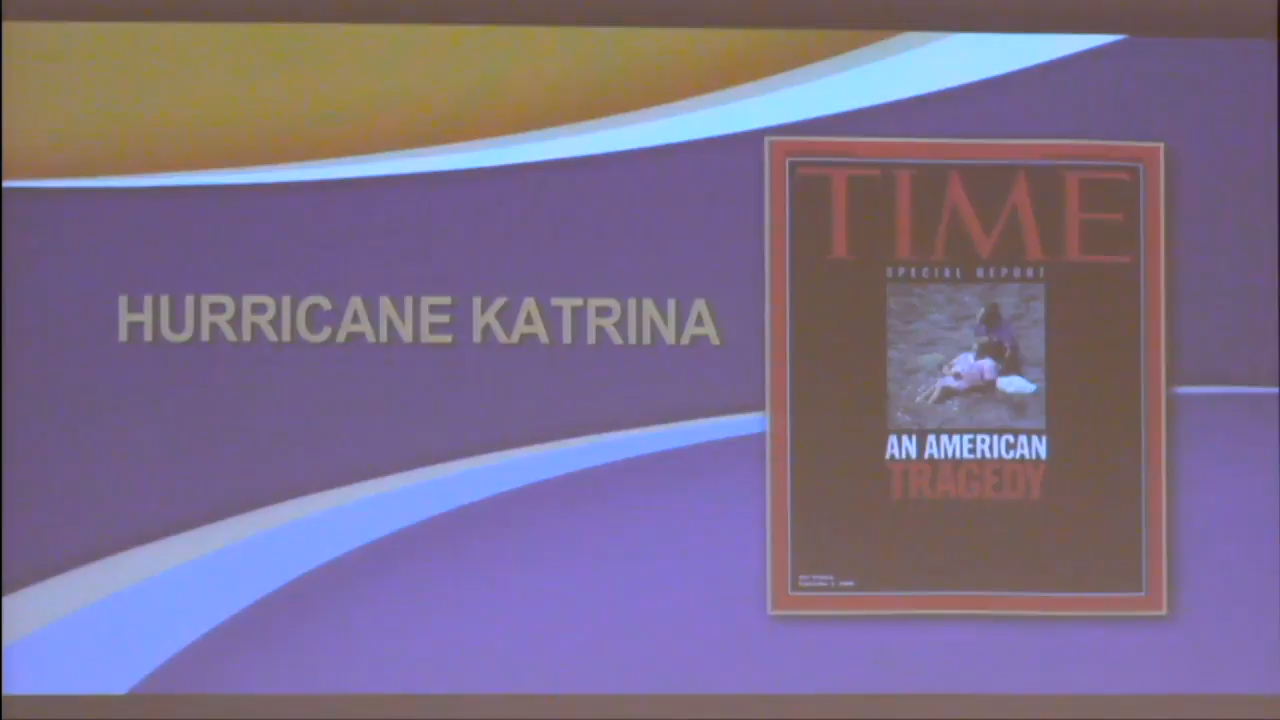 HURRICANE KATRINA
TIME
SPECIAL REPORT
AN AMERICAN
TRAGEDY